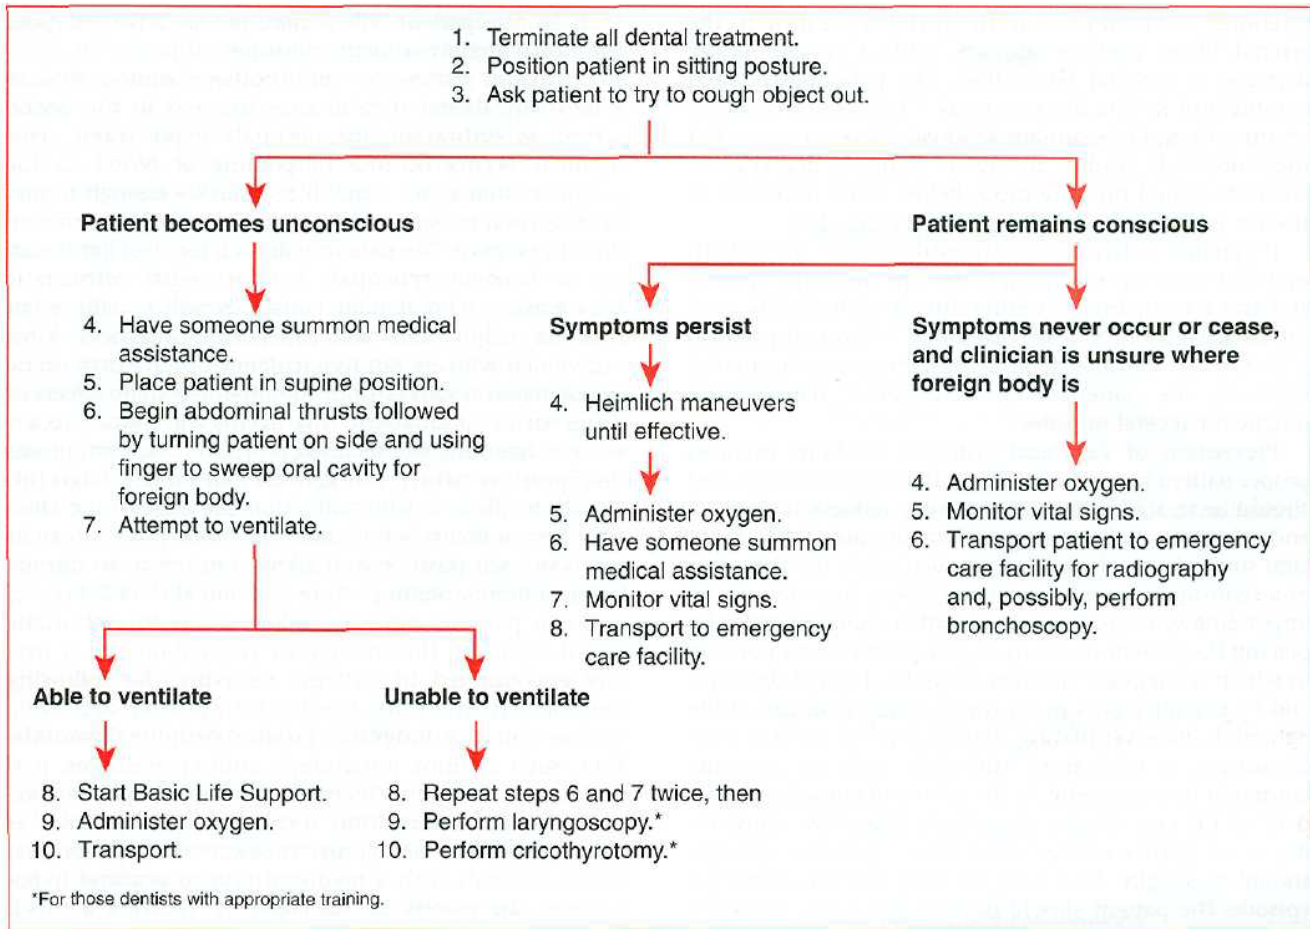 1. Terminate all dental treatment.
2. Position patient in sitting posture.
3. Ask patient to try to cough object out.
Patient becomes unconscious
4. Have someone summon medical
assistance.
5. Place patient in supine position.
6. Begin abdominal thrusts followed
by turning patient on side and using
finger to sweep oral cavity for
foreign body.
7. Attempt to ventilate.
Able to ventilate
8. Start Basic Life Support.
9. Administer oxygen.
10. Transport.
Unable to ventilate
8. Repeat steps 6 and 7 twice, then
9. Perform laryngoscopy.*
10. Perform cricothyrotomy.*
Patient remains conscious
Symptoms persist
4. Heimlich maneuvers
until effective.
5. Administer oxygen.
6. Have someone summon
medical assistance.
7. Monitor vital signs.
8. Transport to emergency
care facility.
Symptoms never occur or cease,
and clinician is unsure where
foreign body is
4. Administer oxygen.
5. Monitor vital signs.
6. Transport patient to emergency
care facility for radiography
and, possibly, perform
bronchoscopy.
*For those dentists with appropriate training.